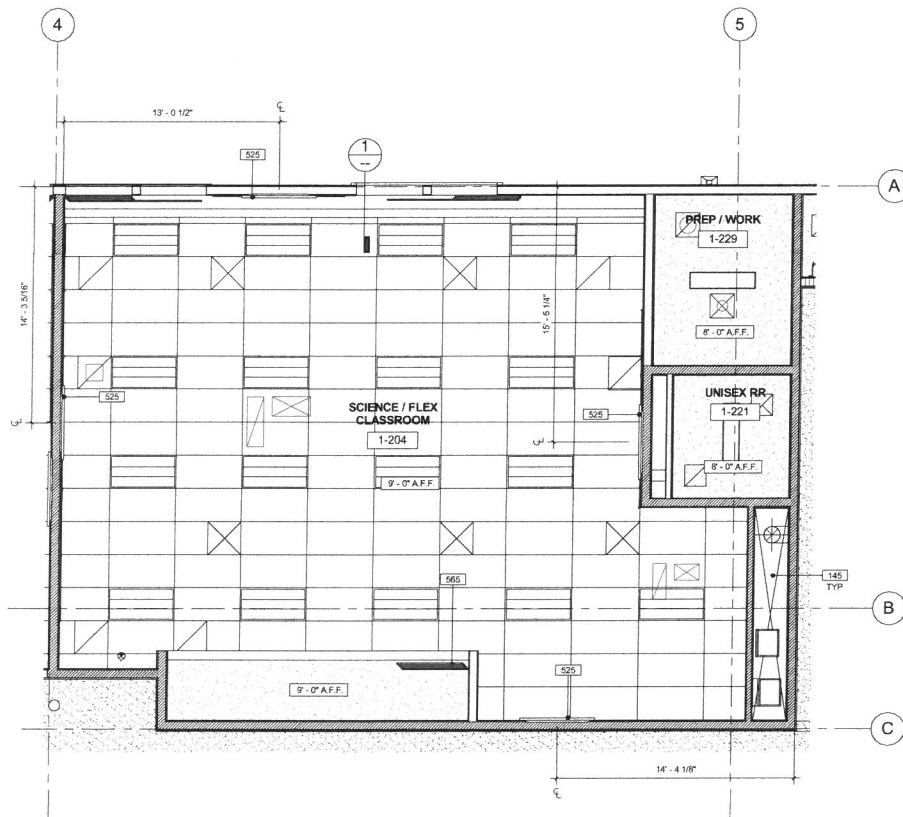 4
5
13' - 0 1/2"
℄
525
1
--
A
PREP / WORK
1-229
14' - 3 5/16"
15' - 5 1/4"
8' - 0" A.F.F.
525
SCIENCE / FLEX
CLASSROOM
1-204
525
UNISEX RR
1-221
℄
℄
8' - 0" A.F.F.
9' - 0" A.F.F.
565
145
TYP
B
525
9' - 0" A.F.F.
C
14' - 4 1/8"
℄